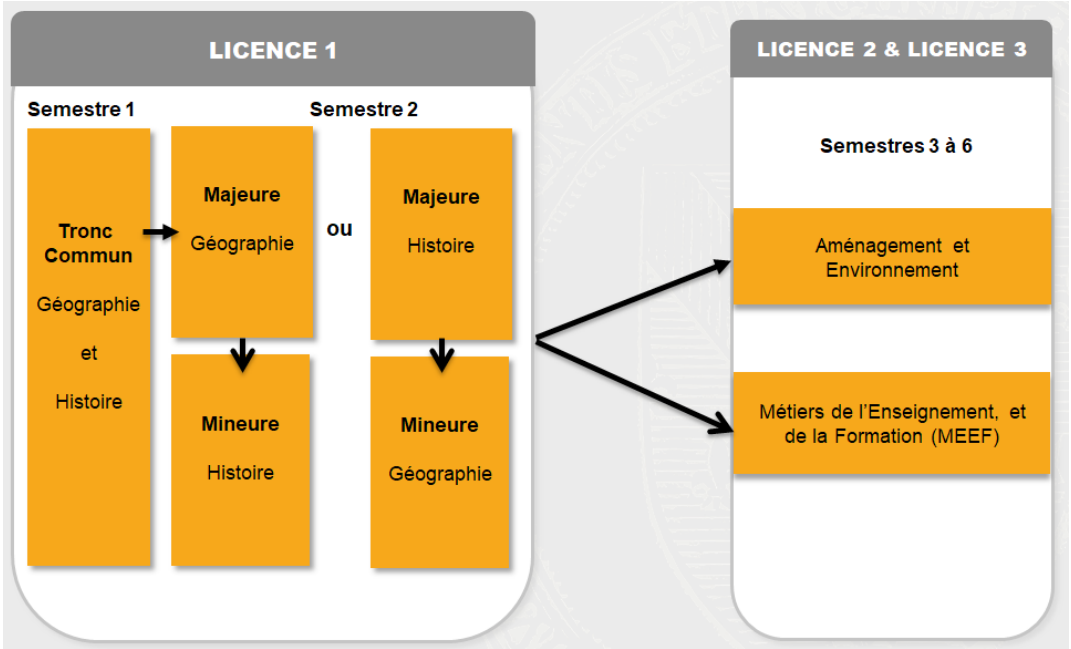 LICENCE 1
Semestre 1
Semestre 2
Tronc
Commun
Géographie
et
Histoire
Majeure
Géographie
ou
Majeure
Histoire
Mineure
Histoire
Mineure
Géographie
LICENCE 2 & LICENCE 3
Semestres 3 à 6
Aménagement et
Environnement
Métiers de l’Enseignement, et
de la Formation (MEEF)